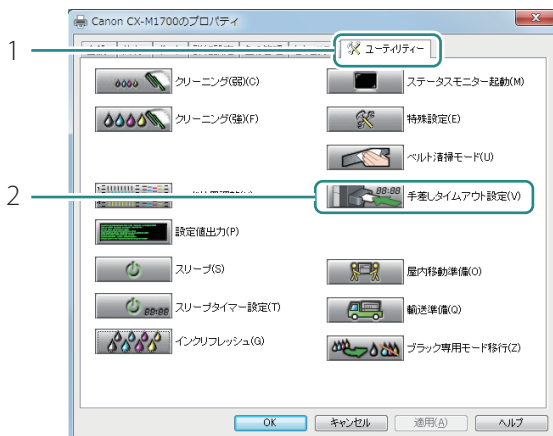 Canon CX-M1700のプロパティ
1
ユーティリティー
クリーニング(弱)(C)
ステータスモニター起動(M)
クリーニング(強)(F)
特殊設定(E)
ベルト清掃モード(U)
2
88:88
手差しタイムアウト設定(V)
設定値出力(P)
スリープ(S)
屋内移動準備(O)
88:88
スリープタイマー設定(T)
輸送準備(Q)
インクリフレッシュ(G)
ブラック専用モード移行(Z)
OK
キャンセル
適用(A)
ヘルプ